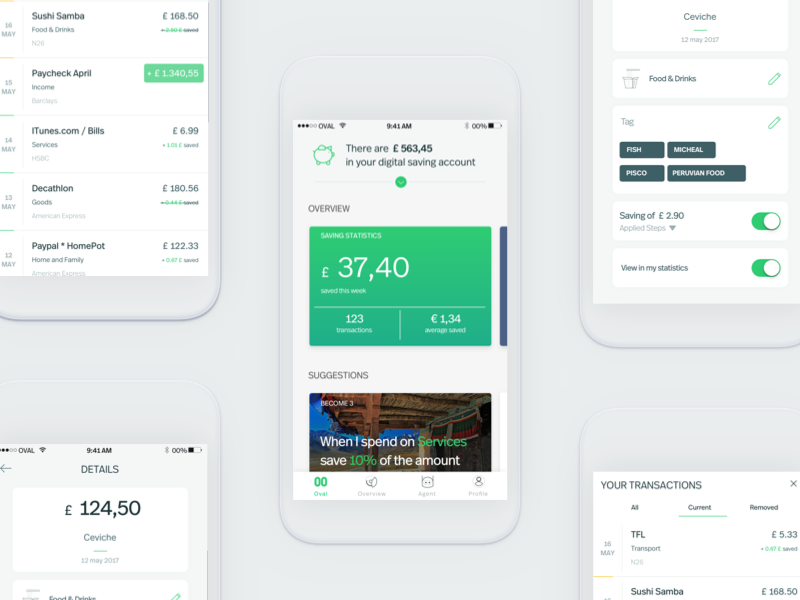 16
MAY
Sushi Samba
£ 168.50
Food & Drinks
+ 2.50 £ saved
N26
15
MAY
Paycheck April
+ £ 1.340,55
Income
Barclays
14
MAY
ITunes.com / Bills
£ 6.99
Services
+ 1.01 £ saved
HSBC
13
MAY
Decathlon
£ 180.56
Goods
+ 0.44 £ saved
American Express
12
MAY
Paypal * HomePot
£ 122.33
Home and Family
+ 0.67 £ saved
American Express
OVAL
9:41 AM
00%
DETAILS
£ 124,50
Ceviche
12 may 2017
Food & Drinks
OVAL
9:41 AM
00%
There are £ 563,45
in your digital saving account
OVERVIEW
SAVING STATISTICS
£ 37,40
saved this week
123
transactions
€ 1,34
average saved
SUGGESTIONS
BECOME 3
When I spend on Services
save 10% of the amount
Oval
Overview
Agent
Profile
Ceviche
12 may 2017
Food & Drinks
Tag
FISH
MICHEAL
PISCO
PERUVIAN FOOD
Saving of £ 2.90
Applied Steps
View in my statistics
YOUR TRANSACTIONS
All
Current
Removed
16
MAY
TFL
£ 5.33
Transport
+ 0.67 £ saved
N26
Sushi Samba
£ 168.50